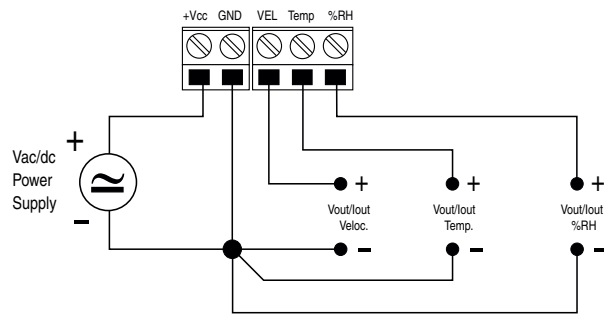 +Vcc GND VEL Temp %RH
Vac/dc
Power
Supply
+
−
+
Vout/Iout
Veloc.
−
+
Vout/Iout
Temp.
−
+
Vout/Iout
%RH
−